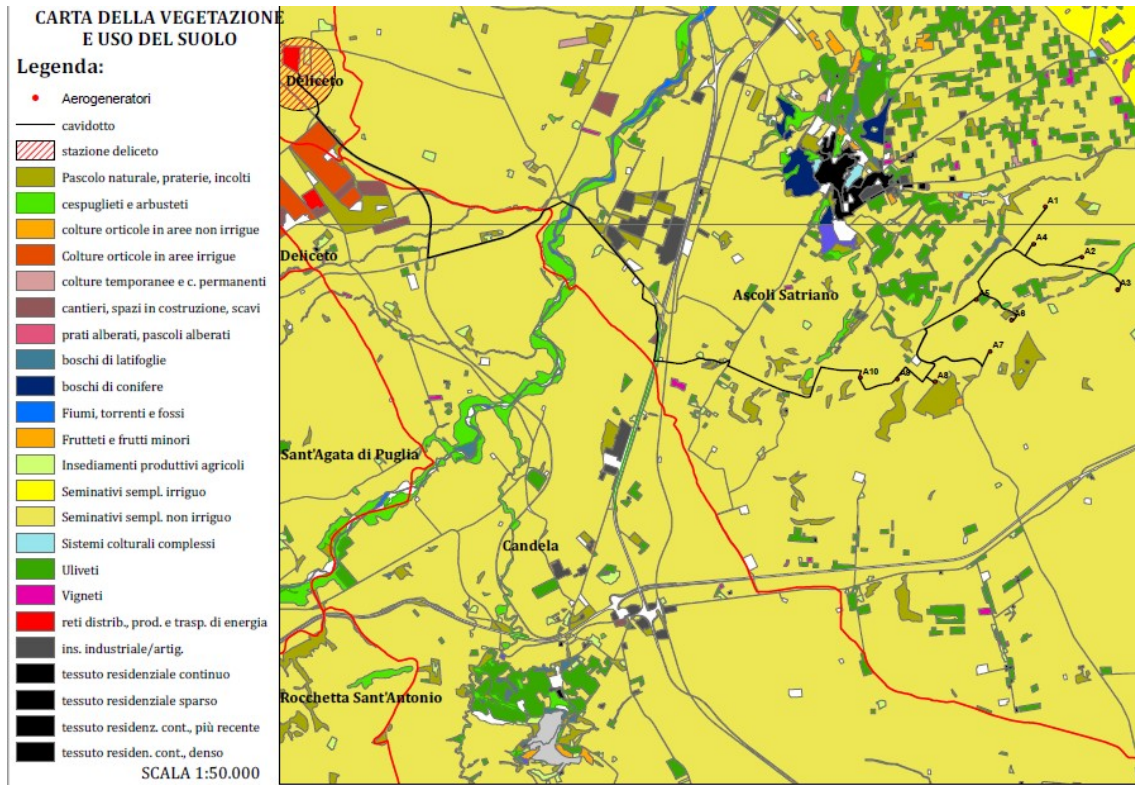 CARTA DELLA VEGETAZIONE
E USO DEL SUOLO
Legenda:
Aerogeneratori
cavidotto
stazione deliceto
Pascolo naturale, praterie, incolti
cespuglieti e arbusteti
colture orticole in aree non irrigue
Colture orticole in aree irrigue
colture temporanee e c. permanenti
cantieri, spazi in costruzione, scavi
prati alberati, pascoli alberati
boschi di latifoglie
boschi di conifere
Fiumi, torrenti e fossi
Frutteti e frutti minori
Insediamenti produttivi agricoli
Seminativi sempl. irriguo
Seminativi sempl. non irriguo
Sistemi colturali complessi
Uliveti
Vigneti
reti distrib., prod. e trasp. di energia
ins. industriale/artig.
tessuto residenziale continuo
tessuto residenziale sparso
tessuto residenz. cont., più recente
tessuto residen. cont., denso
SCALA 1:50.000
Deliceto
A1
A4
A2
Deliceto
A3
Ascoli Satriano
A5
A6
A7
A10
A9
A8
Sant'Agata di Puglia
Candela
Rocchetta Sant'Antonio